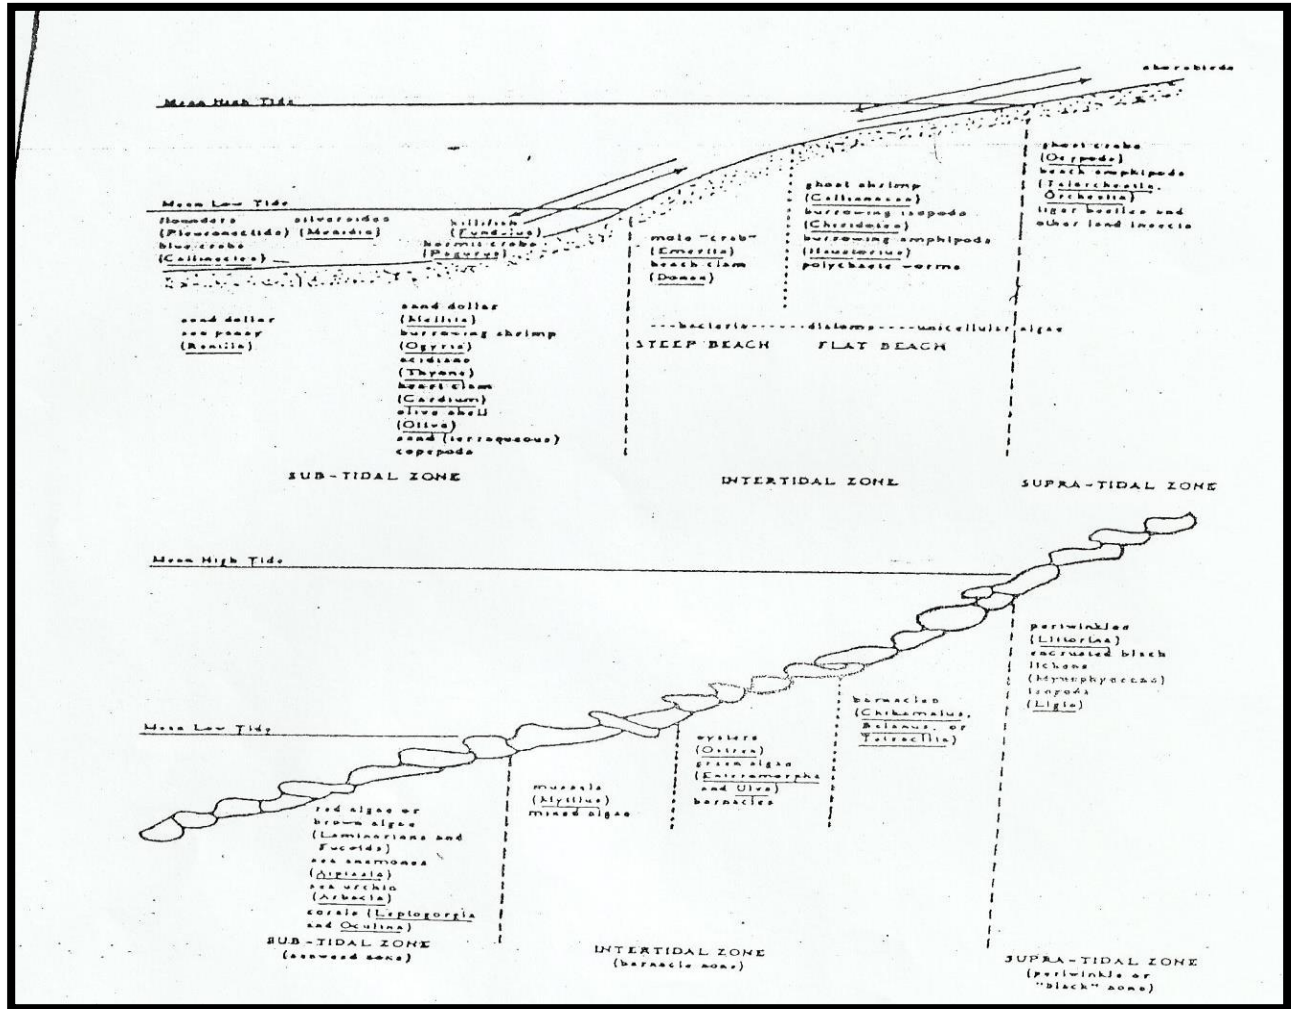 shorebirds
Mean High Tide
ghost crabs
(Ocypoda)
beach amphipods
(Talorchestia,
Orchestia)
tiger beetles and
other land insects
ghost shrimp
(Callianassa)
burrowing isopods
(Chiridotea)
burrowing amphipods
(Haustorius)
polychaete worms
Mean Low Tide
flounders
(Pleuronectids)
blue crabs
(Callinectes)
silversides
(Menidia)
killifish
(Fundulus)
hermit crabs
(Pagurus)
mole "crab"
(Emerita)
beach clam
(Donax)
sand dollar
sea pansy
(Renilla)
sand dollar
(Mellita)
burrowing shrimp
(Ogyris)
(Thyone)
heart clam
(Cardium)
olive shell
(Oliva)
sand (terraqueous)
copepods
---bacteria------diatoms----unicellular algae
STEEP BEACH
FLAT BEACH
SUB-TIDAL ZONE
INTERTIDAL ZONE
SUPRA-TIDAL ZONE
Mean High Tide
periwinkles
(Littorina)
encrusted black
lichens
(Myxophyceae)
isopods
(Ligia)
barnacles
(Chthamalus,
Balanus, or
Tetraclita)
Mean Low Tide
oysters
(Ostrea)
green algae
(Enteromorpha
and Ulva)
barnacles
mussels
(Mytilus)
mixed algae
red algae or
brown algae
(Laminarians and
Fucoids)
sea anemones
(Aiptasia)
sea urchin
(Arbacia)
corals (Leptogorgia
and Oculina)
SUB-TIDAL ZONE
(seaweed zone)
INTERTIDAL ZONE
(barnacle zone)
SUPRA-TIDAL ZONE
(periwinkle or
"black" zone)